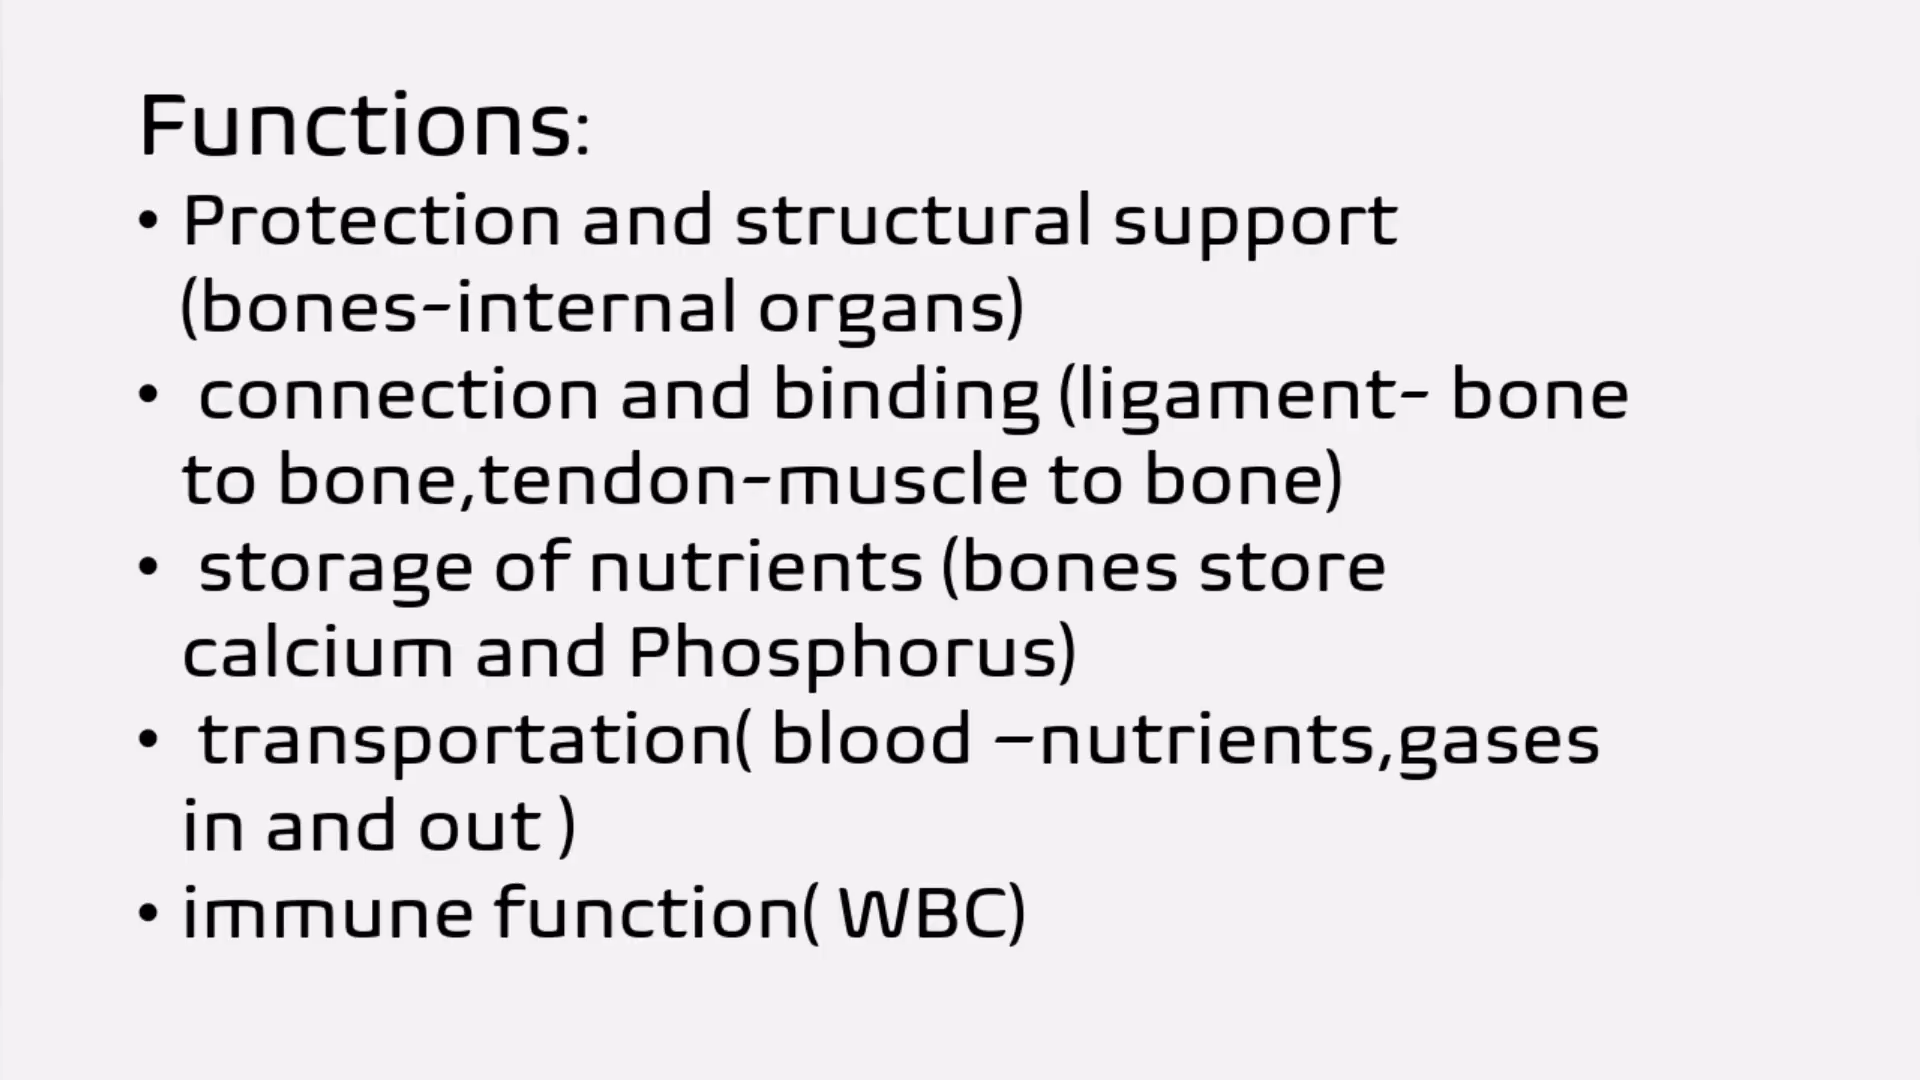 Functions:
• Protection and structural support
(bones-internal organs)
• connection and binding (ligament- bone
to bone,tendon-muscle to bone)
• storage of nutrients (bones store
calcium and Phosphorus)
• transportation( blood –nutrients,gases
in and out )
• immune function( WBC)